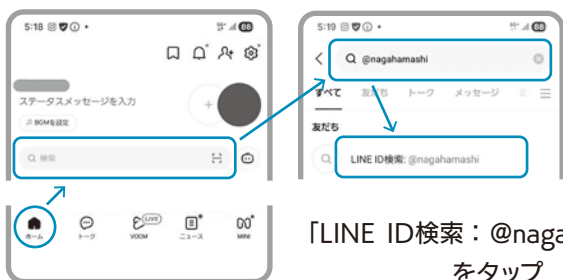 5:18
88
ステータスメッセージを入力
BGMを設定
検索
ホーム
トーク
LIVE
VOOM
ニュース
MINI
5:19
88
@nagahamashi
すべて 友だち トーク メッセージ
友だち
LINE ID検索: @nagahamashi
「LINE ID検索：@naga
をタップ